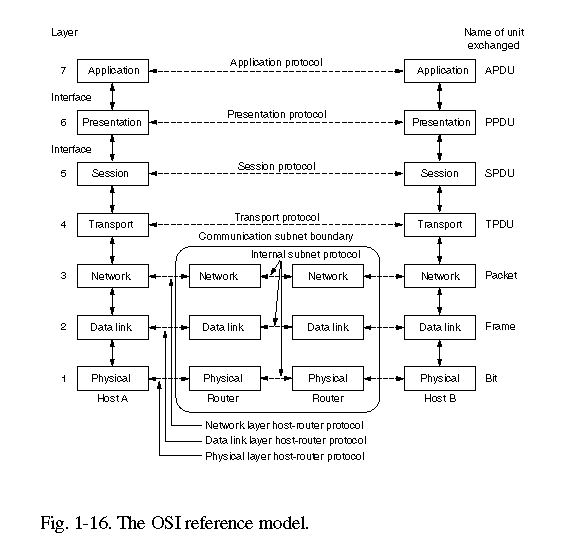 Layer
Name of unit
exchanged
Application protocol
7 Application Application APDU
Interface
Presentation protocol
6 Presentation Presentation PPDU
Interface
Session protocol
5 Session Session SPDU
Transport protocol
4 Transport Transport TPDU
Communication subnet boundary
Internal subnet protocol
3 Network Network Network Network Packet
2 Data link Data link Data link Data link Frame
1 Physical Physical Physical Physical Bit
Host A Router Router Host B
Network layer host-router protocol
Data link layer host-router protocol
Physical layer host-router protocol
Fig. 1-16. The OSI reference model.